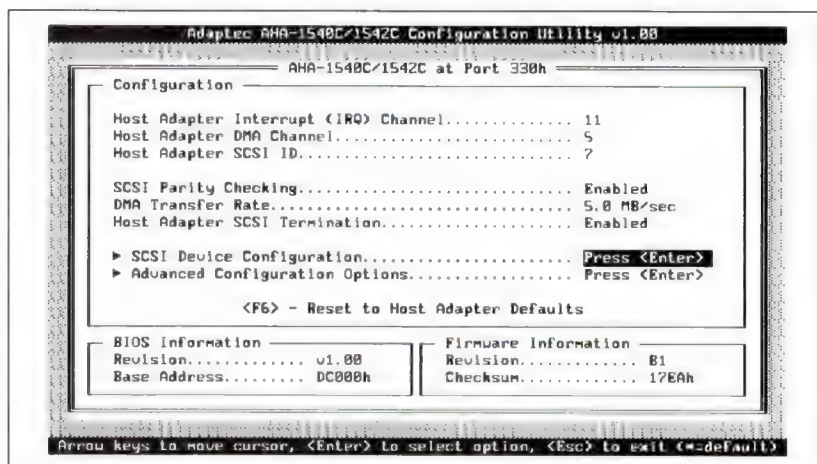 Adaptec AHA-1540C/1542C Configuration Utility v1.00
AHA-1540C/1542C at Port 330h
Configuration
Host Adapter Interrupt (IRQ) Channel............... 11
Host Adapter DMA Channel........................... 5
Host Adapter SCSI ID............................... 7
SCSI Parity Checking............................... Enabled
DMA Transfer Rate.................................. 5.0 MB/sec
Host Adapter SCSI Termination...................... Enabled
► SCSI Device Configuration........................ Press <Enter>
► Advanced Configuration Options................... Press <Enter>
<F6> - Reset to Host Adapter Defaults
BIOS Information
Revision............. v1.00
Base Address......... DC000h
Firmware Information
Revision............. B1
Checksum............. 17EAh
Arrow keys to move cursor, <Enter> to select option, <Esc> to exit (*=default)